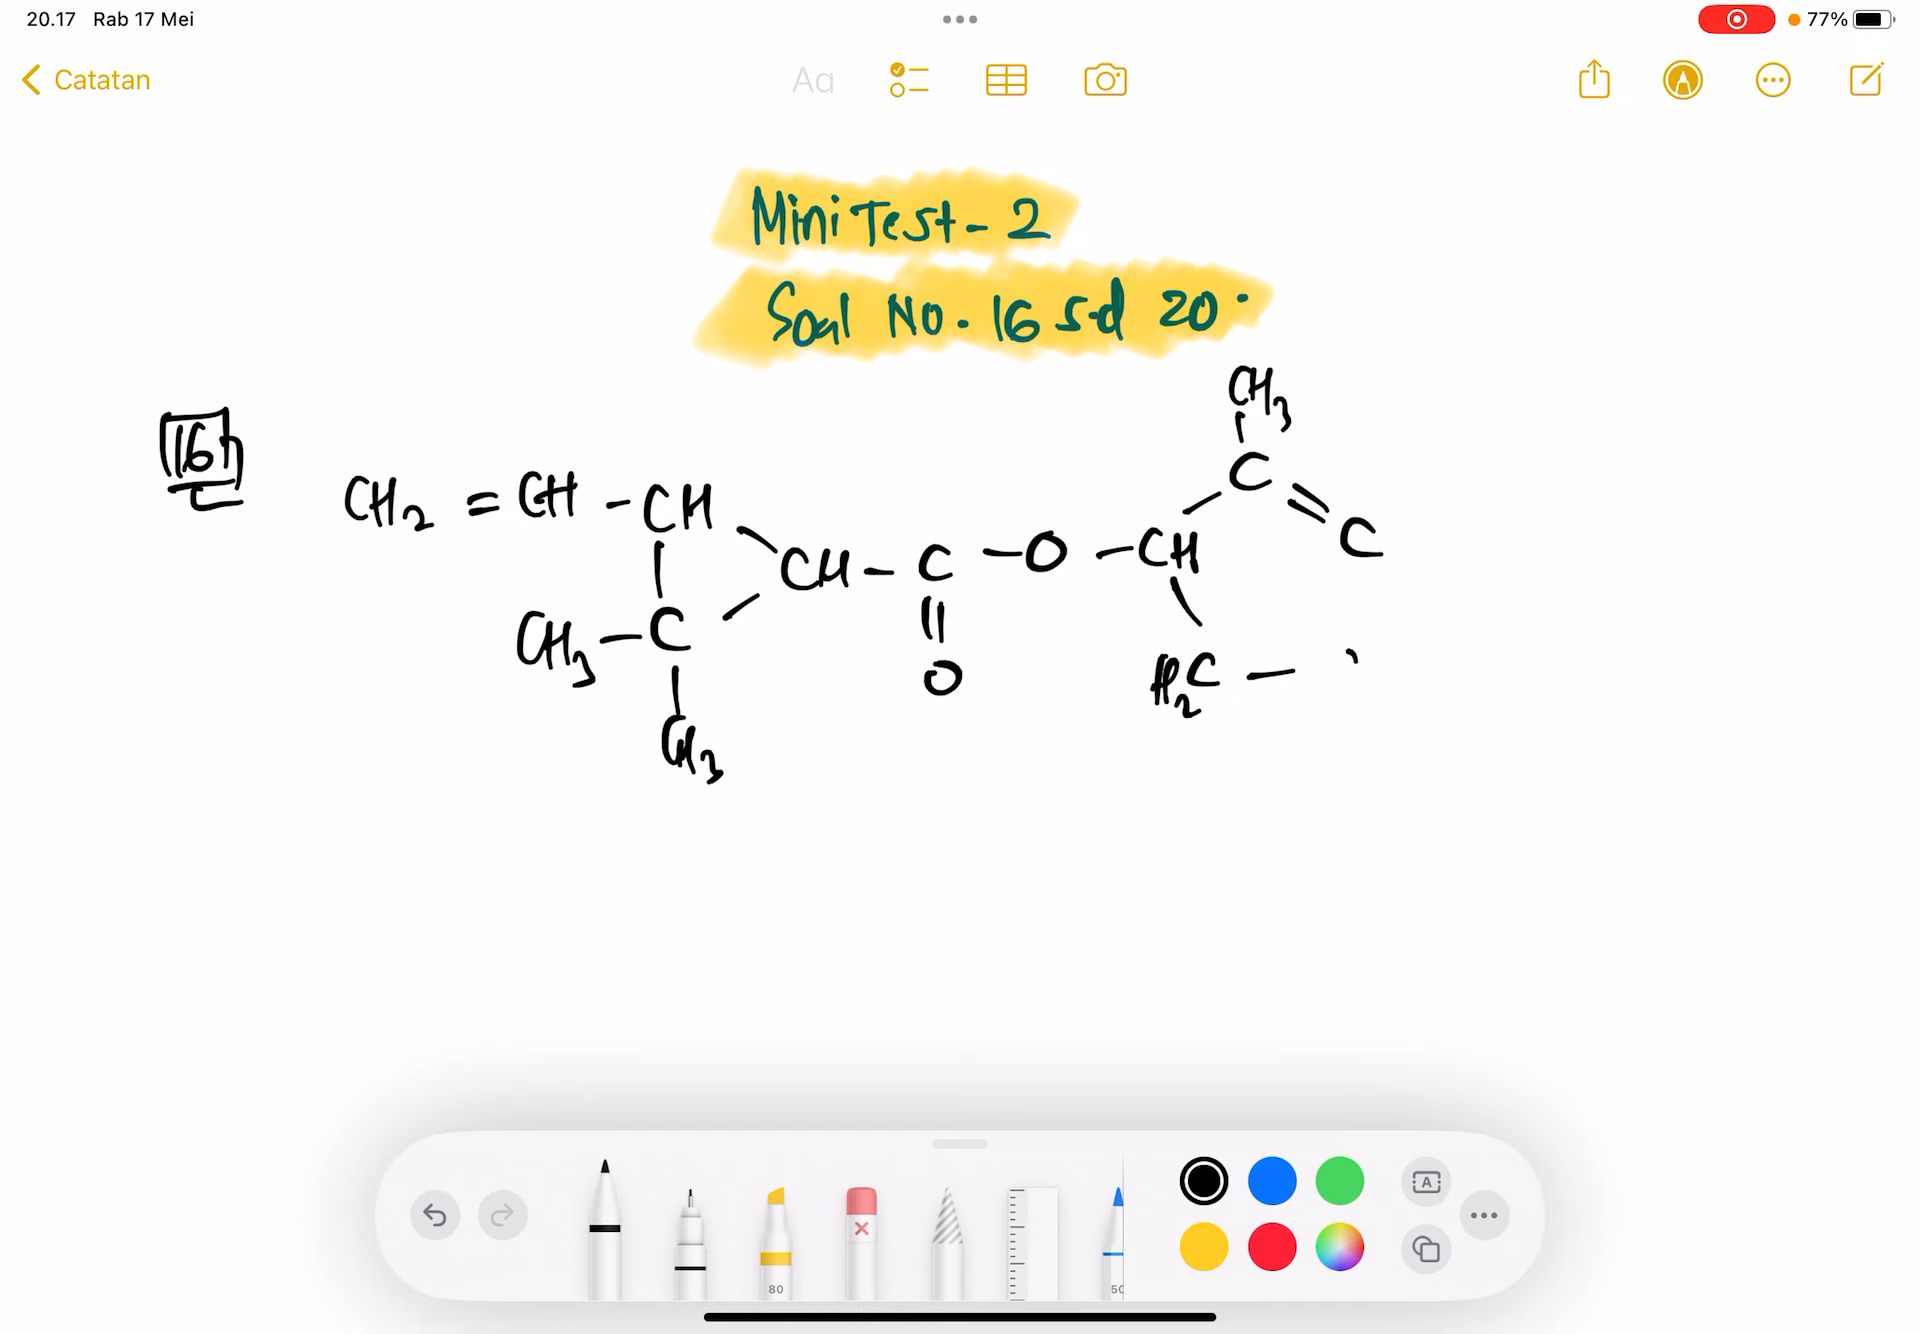 20.17 Rab 17 Mei
77%
Catatan
Aa
Mini Test - 2
Soal No. 16 s.d 20.
16
CH3
C
CH2 = CH - CH
CH - C - O - CH
C
CH3 - C
O
H2C -
CH3
A
80
50